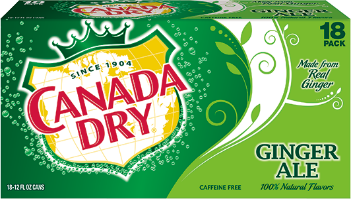 18
PACK
SINCE 1904
CANADA
DRY
Made from
Real
Ginger
GINGER
ALE
18-12 FL OZ CANS
CAFFEINE FREE
100% Natural Flavors